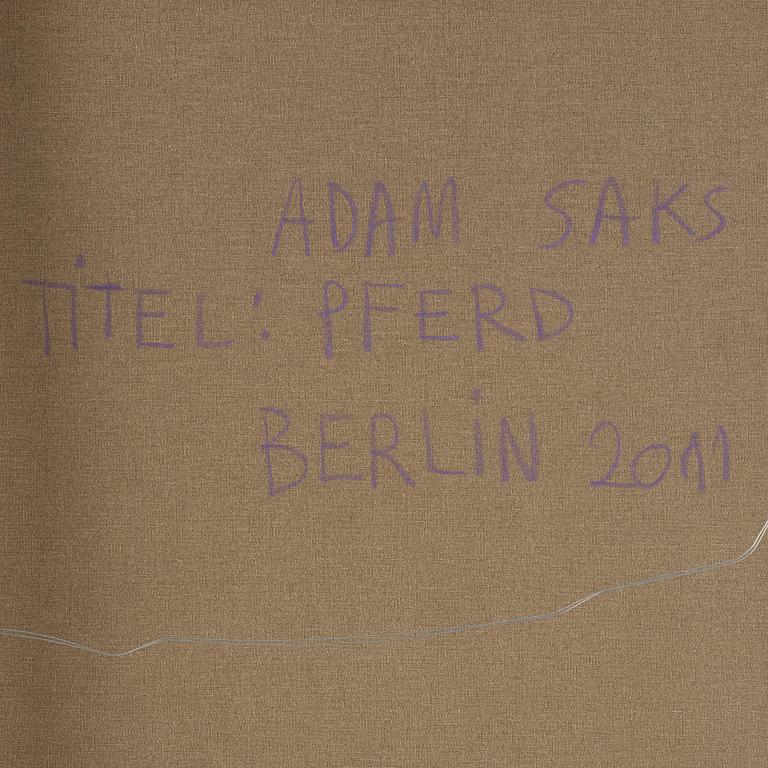 ADAM SAKS
TiTEL: PFERD
BERLiN 2011